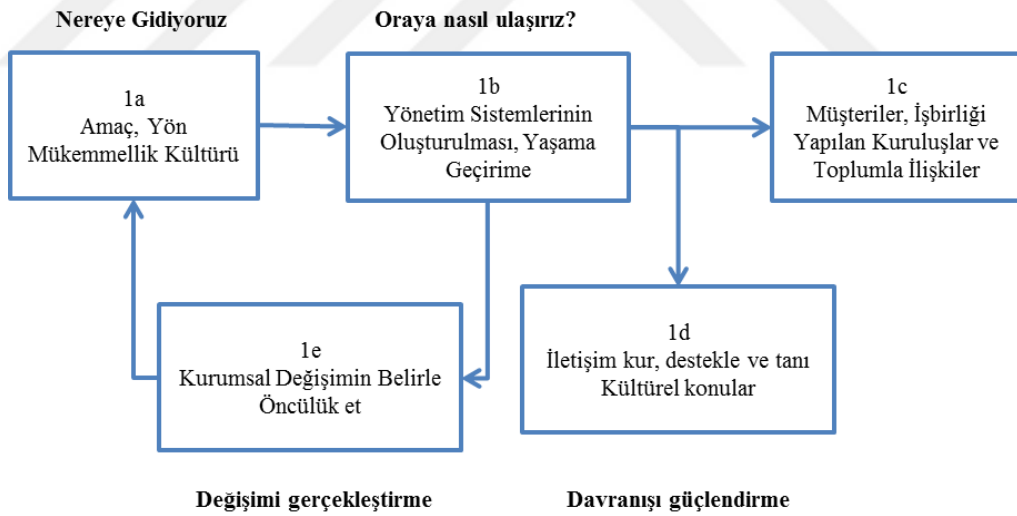 Nereye Gidiyoruz
Oraya nasıl ulaşırız?
1a
Amaç, Yön
Mükemmellik Kültürü
1b
Yönetim Sistemlerinin
Oluşturulması, Yaşama
Geçirime
1c
Müşteriler, İşbirliği
Yapılan Kuruluşlar ve
Toplumla İlişkiler
1e
Kurumsal Değişimin Belirle
Öncülük et
1d
İletişim kur, destekle ve tanı
Kültürel konular
Değişimi gerçekleştirme
Davranışı güçlendirme